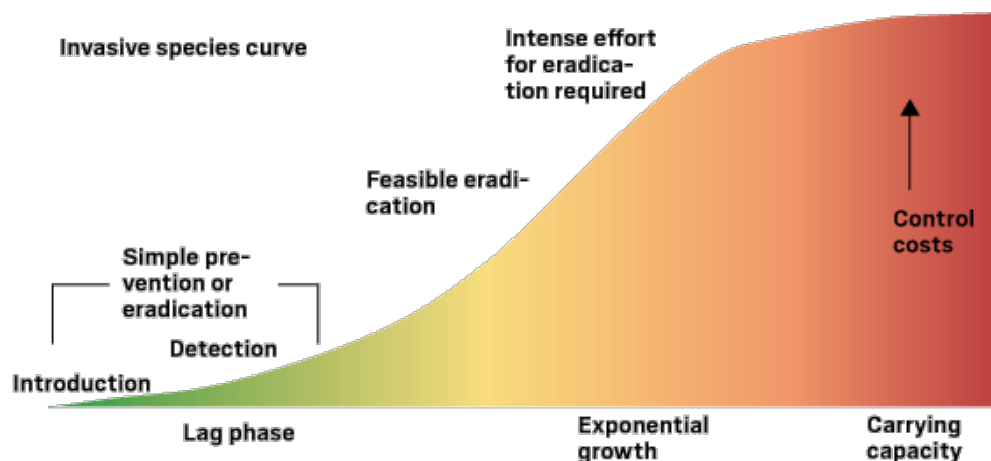 Invasive species curve
Intense effort
for eradica-
tion required
Feasible eradi-
cation
Simple pre-
vention or
eradication
Detection
Introduction
Control
costs
Lag phase
Exponential
growth
Carrying
capacity